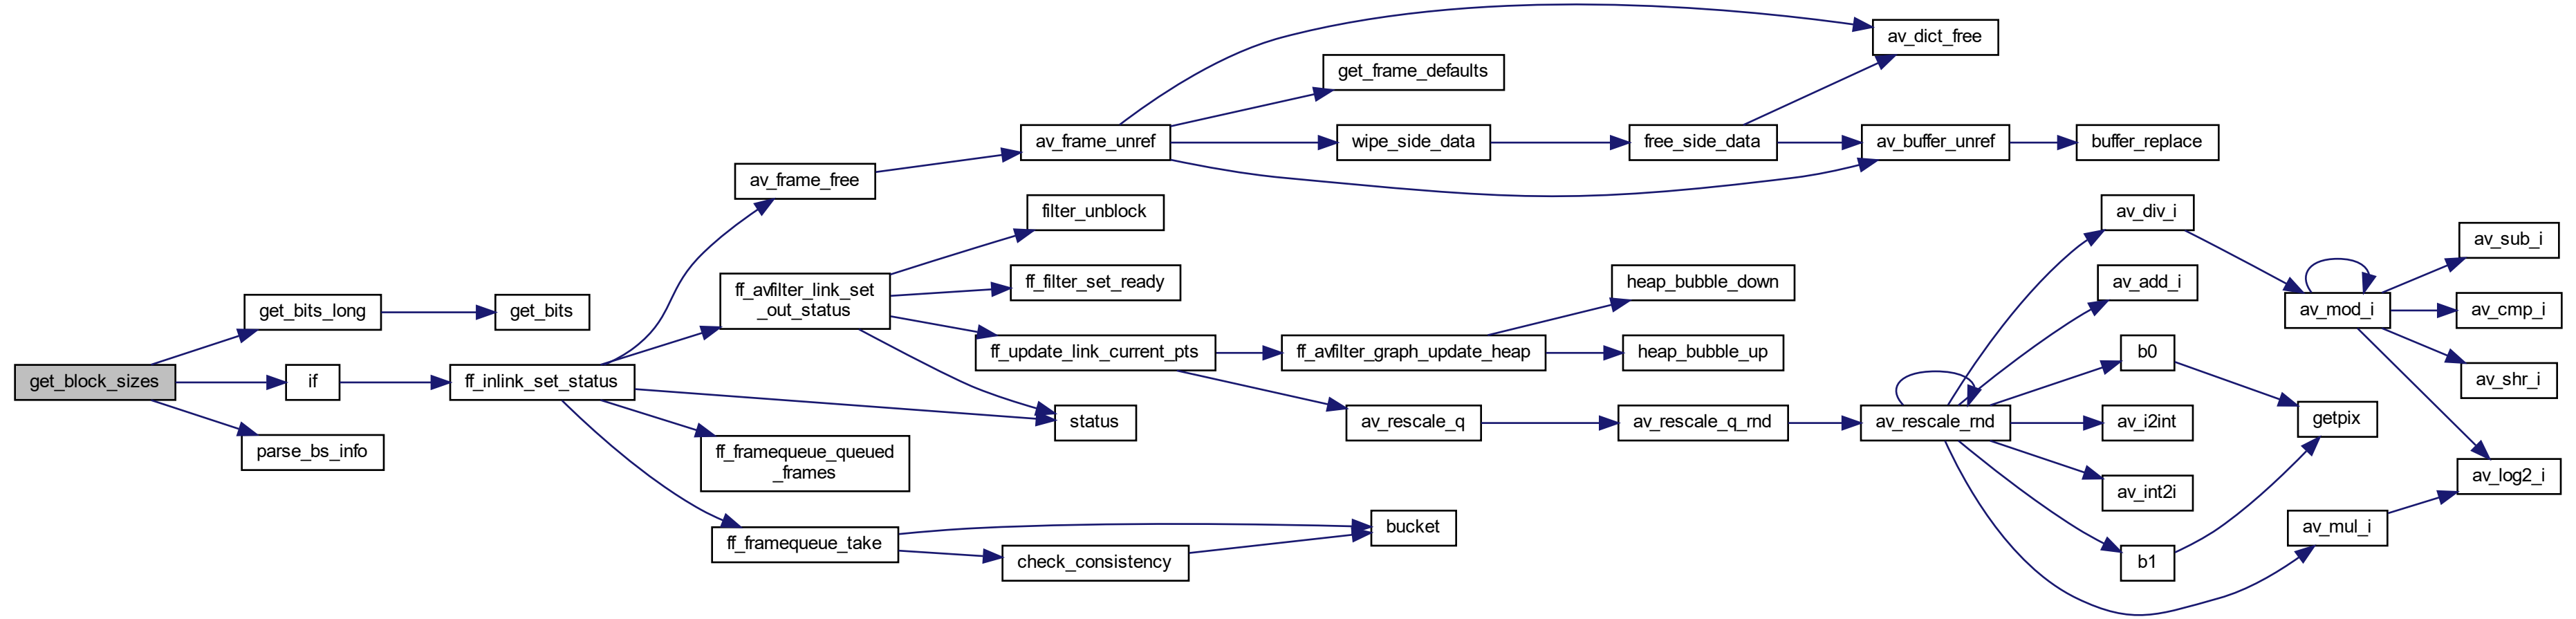 get_block_sizes
get_bits_long
get_bits
if
parse_bs_info
ff_inlink_set_status
av_frame_free
av_frame_unref
av_dict_free
get_frame_defaults
wipe_side_data
free_side_data
av_buffer_unref
buffer_replace
ff_avfilter_link_set
_out_status
filter_unblock
ff_filter_set_ready
ff_update_link_current_pts
status
ff_avfilter_graph_update_heap
heap_bubble_down
heap_bubble_up
av_rescale_q
av_rescale_q_rnd
av_rescale_rnd
av_div_i
av_add_i
b0
av_i2int
av_int2i
b1
av_mul_i
av_mod_i
getpix
av_sub_i
av_cmp_i
av_shr_i
av_log2_i
ff_framequeue_queued
_frames
ff_framequeue_take
check_consistency
bucket